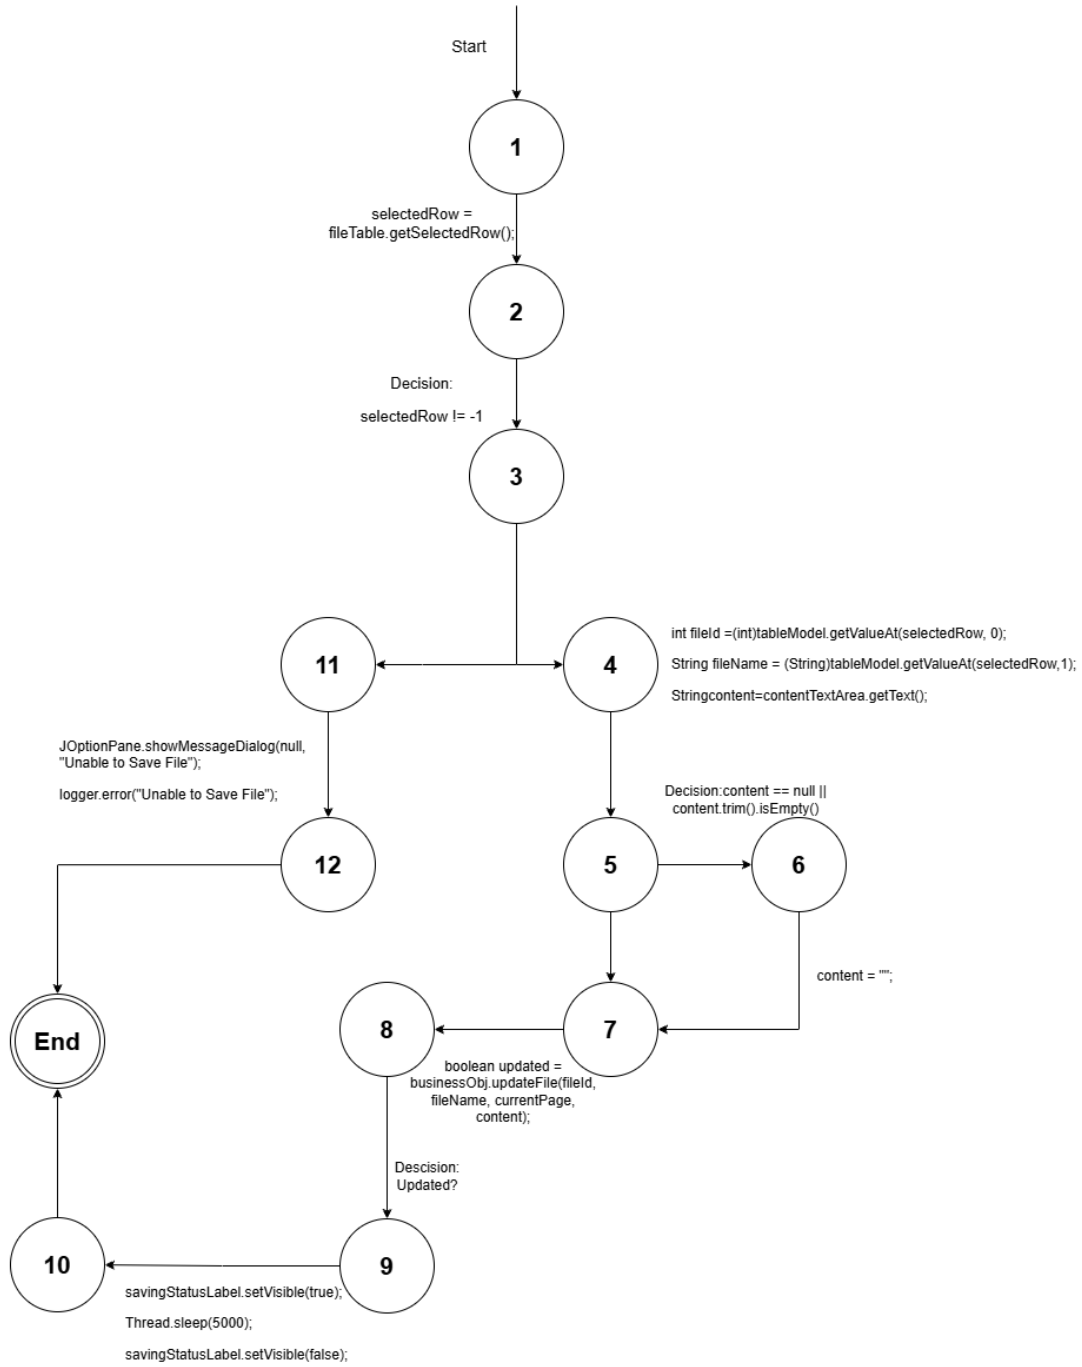 Start
1
selectedRow =
fileTable.getSelectedRow();
2
Decision:
selectedRow != -1
3
11
4
int fileId =(int)tableModel.getValueAt(selectedRow, 0);
String fileName = (String)tableModel.getValueAt(selectedRow,1);
Stringcontent=contentTextArea.getText();
JOptionPane.showMessageDialog(null,
"Unable to Save File");
logger.error("Unable to Save File");
Decision:content == null ||
content.trim().isEmpty()
12
5
6
content = "";
End
8
7
boolean updated =
businessObj.updateFile(fileId,
fileName, currentPage,
content);
Descision:
Updated?
10
9
savingStatusLabel.setVisible(true);
Thread.sleep(5000);
savingStatusLabel.setVisible(false);